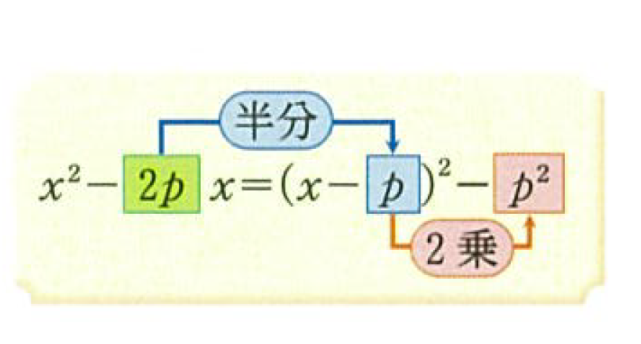 半分
x² − 2p x = (x − p)² − p²
2乗